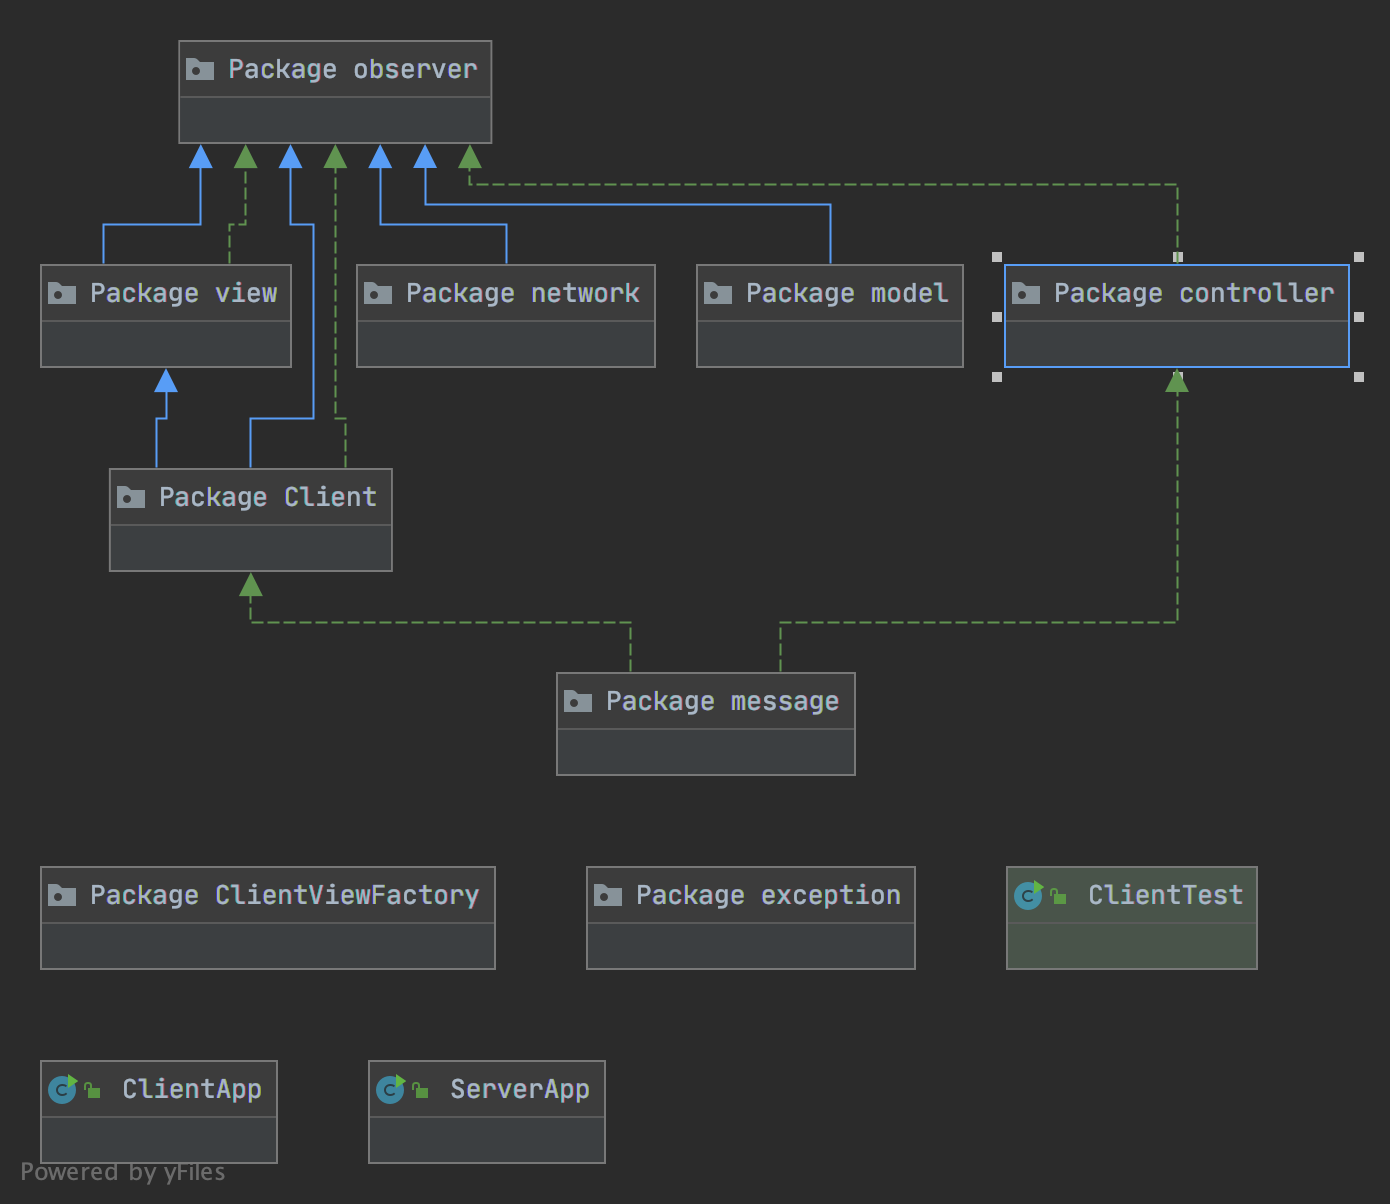 Package observer
Package view
Package network
Package model
Package controller
Package Client
Package message
Package ClientViewFactory
Package exception
ClientTest
ClientApp
ServerApp
Powered by yFiles